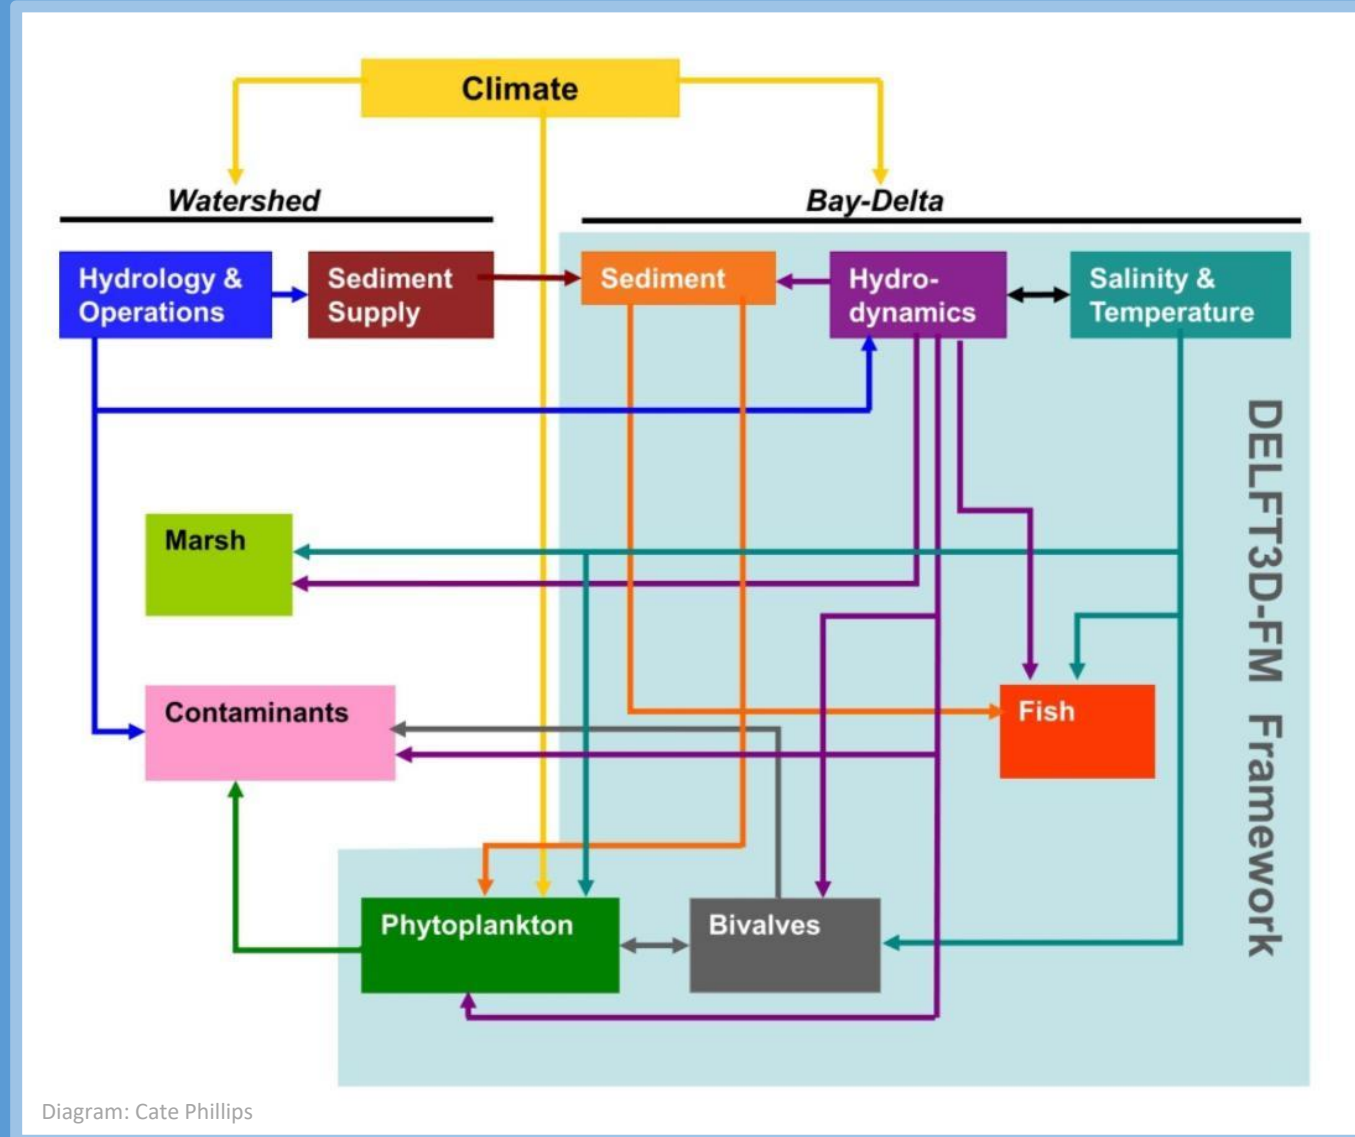 Climate
Watershed
Bay-Delta
Hydrology &
Operations
Sediment
Supply
Sediment
Hydro-
dynamics
Salinity &
Temperature
DELFT3D-FM Framework
Marsh
Contaminants
Fish
Phytoplankton
Bivalves
Diagram: Cate Phillips